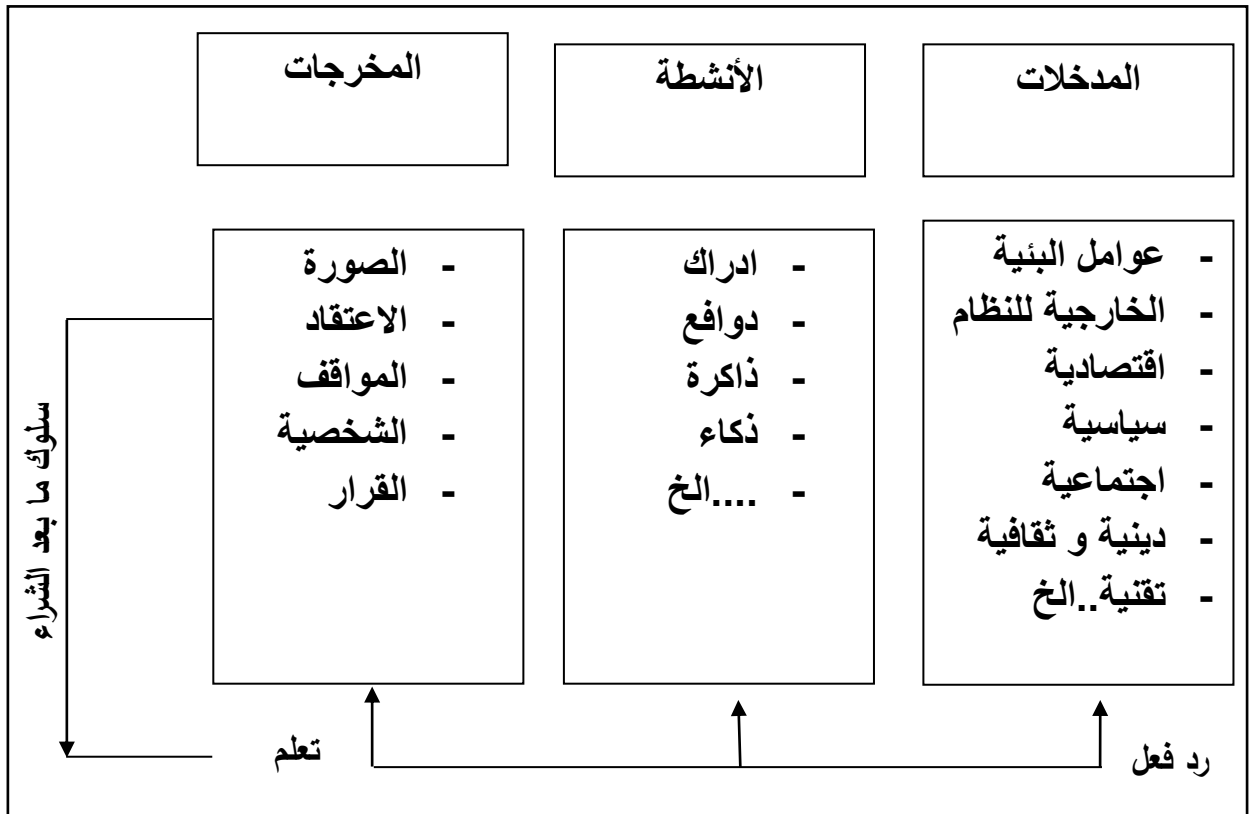 المدخلات
الأنشطة
المخرجات
- عوامل البئية
- الخارجية للنظام
- اقتصادية
- سياسية
- اجتماعية
- دينية و ثقافية
- تقنية..الخ
- ادراك
- دوافع
- ذاكرة
- ذكاء
- ....الخ
- الصورة
- الاعتقاد
- المواقف
- الشخصية
- القرار
سلوك ما بعد الشراء
رد فعل
تعلم